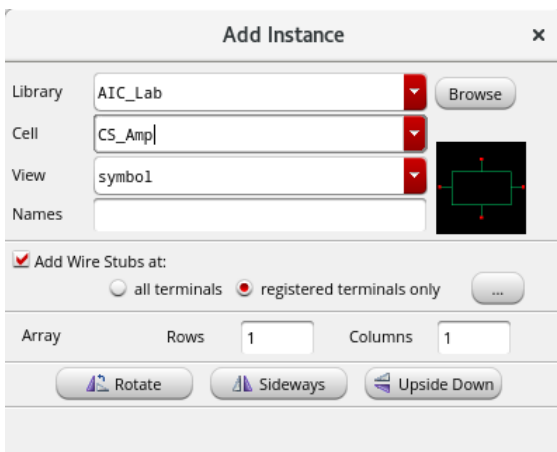 Add Instance ×
Library AIC_Lab Browse
Cell CS_Amp
View symbol
Names
Add Wire Stubs at:
all terminals registered terminals only ...
Array Rows 1 Columns 1
Rotate Sideways Upside Down